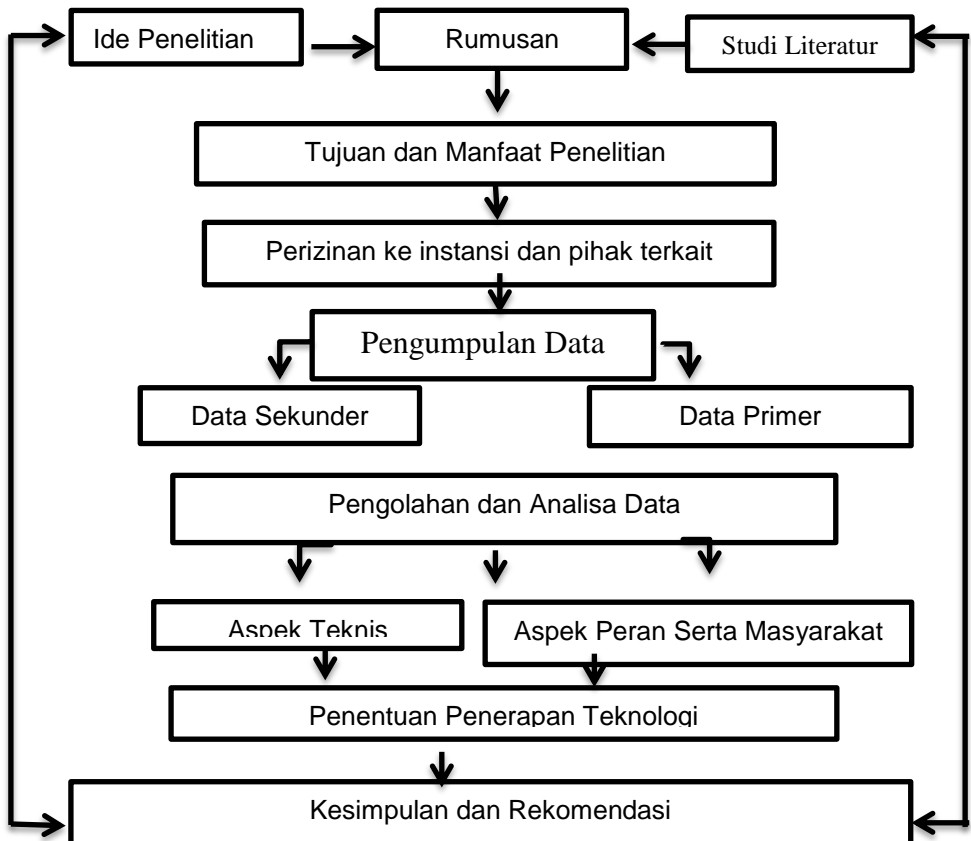 Ide Penelitian
Rumusan
Studi Literatur
Tujuan dan Manfaat Penelitian
Perizinan ke instansi dan pihak terkait
Pengumpulan Data
Data Sekunder
Data Primer
Pengolahan dan Analisa Data
Aspek Teknis
Aspek Peran Serta Masyarakat
Penentuan Penerapan Teknologi
Kesimpulan dan Rekomendasi